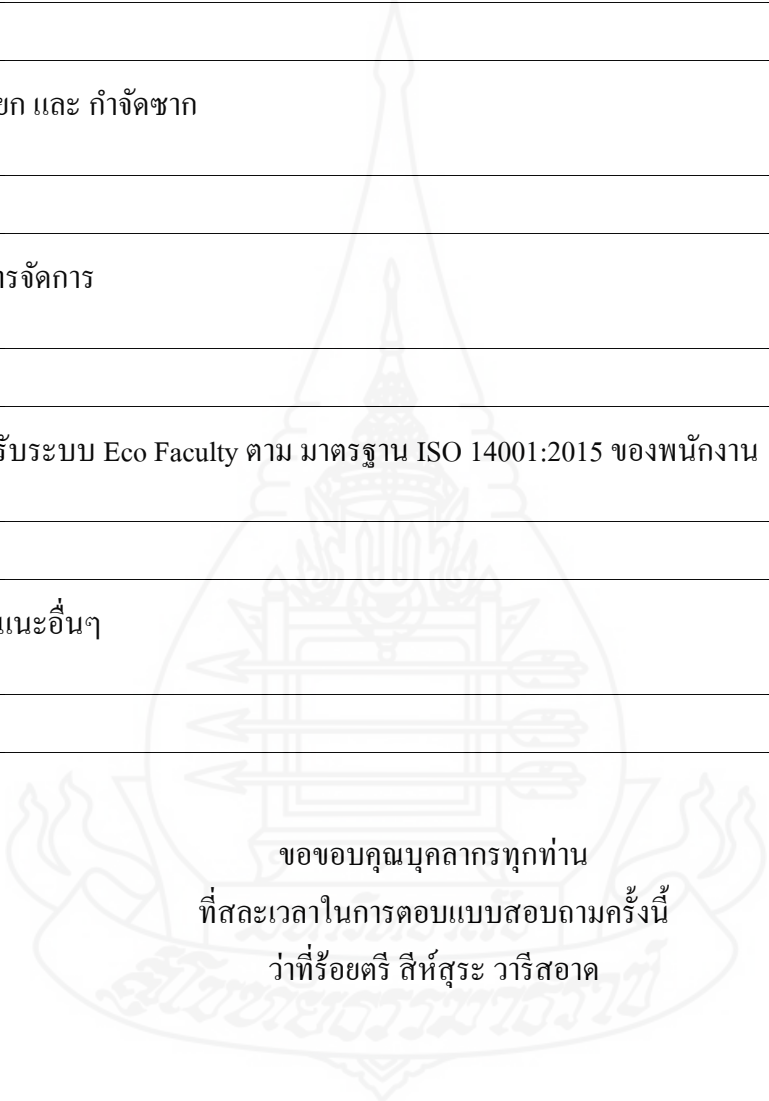 ยก และ กำจัดซาก
ารจัดการ
รับระบบ Eco Faculty ตาม มาตรฐาน ISO 14001:2015 ของพนักงาน
แนะอื่นๆ
ขอขอบคุณบุคลากรทุกท่าน
ที่สละเวลาในการตอบแบบสอบถามครั้งนี้
ว่าที่ร้อยตรี สีห์สุระ วารีสอาด